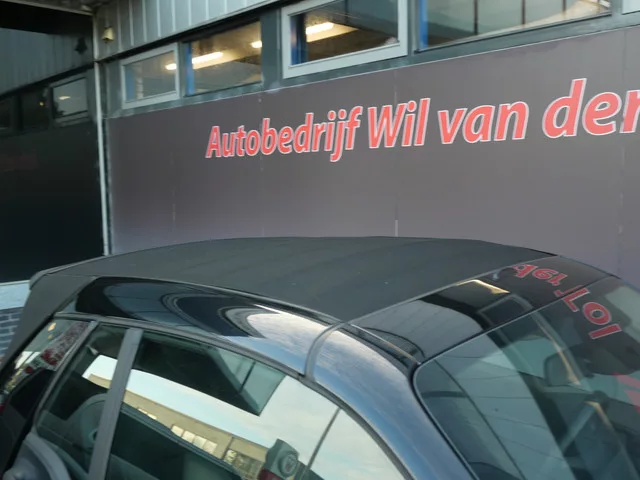 Autobedrijf Wil van der